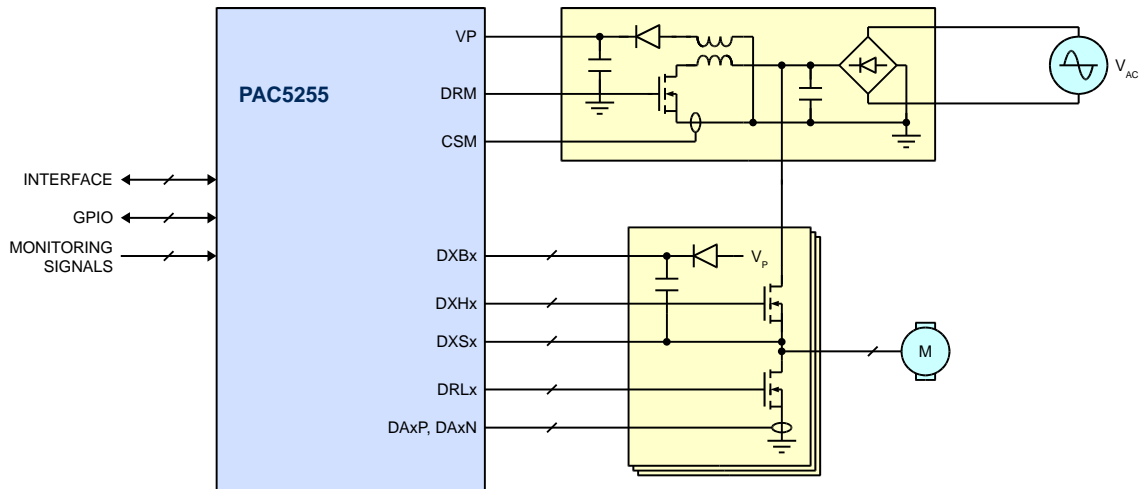 VP
PAC5255
DRM
CSM
V_AC
INTERFACE
GPIO
MONITORING
SIGNALS
DXBx
V_P
DXHx
DXSx
M
DRLx
DAxP, DAxN